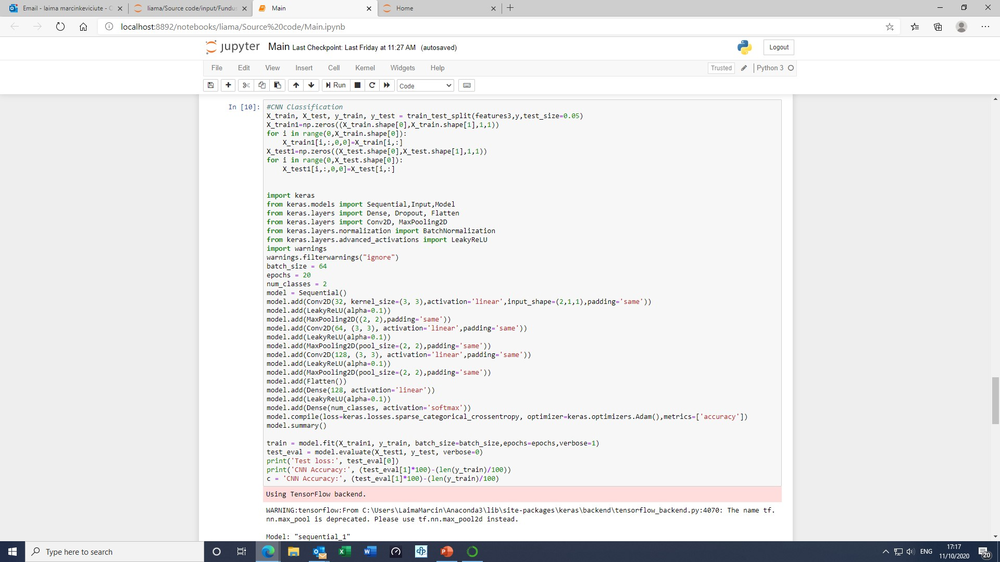 Email - laima marcinkeviciute - C
liama/Source code/input/Fundus
Main
Home
localhost:8892/notebooks/liama/Source%20code/Main.ipynb
jupyter Main Last Checkpoint: Last Friday at 11:27 AM (autosaved)
Logout
File Edit View Insert Cell Kernel Widgets Help
Trusted
Python 3
Run
Code
In [10]:
#CNN Classification
X_train, X_test, y_train, y_test = train_test_split(features3,y,test_size=0.05)
X_train1=np.zeros((X_train.shape[0],X_train.shape[1],1,1))
for i in range(0,X_train.shape[0]):
    X_train1[i,:,0,0]=X_train[i,:]
X_test1=np.zeros((X_test.shape[0],X_test.shape[1],1,1))
for i in range(0,X_test.shape[0]):
    X_test1[i,:,0,0]=X_test[i,:]
import keras
from keras.models import Sequential,Input,Model
from keras.layers import Dense, Dropout, Flatten
from keras.layers import Conv2D, MaxPooling2D
from keras.layers.normalization import BatchNormalization
from keras.layers.advanced_activations import LeakyReLU
import warnings
warnings.filterwarnings("ignore")
batch_size = 64
epochs = 20
num_classes = 2
model = Sequential()
model.add(Conv2D(32, kernel_size=(3, 3),activation='linear',input_shape=(2,1,1),padding='same'))
model.add(LeakyReLU(alpha=0.1))
model.add(MaxPooling2D((2, 2),padding='same'))
model.add(Conv2D(64, (3, 3), activation='linear',padding='same'))
model.add(LeakyReLU(alpha=0.1))
model.add(MaxPooling2D(pool_size=(2, 2),padding='same'))
model.add(Conv2D(128, (3, 3), activation='linear',padding='same'))
model.add(LeakyReLU(alpha=0.1))
model.add(MaxPooling2D(pool_size=(2, 2),padding='same'))
model.add(Flatten())
model.add(Dense(128, activation='linear'))
model.add(LeakyReLU(alpha=0.1))
model.add(Dense(num_classes, activation='softmax'))
model.compile(loss=keras.losses.sparse_categorical_crossentropy, optimizer=keras.optimizers.Adam(),metrics=['accuracy'])
model.summary()
train = model.fit(X_train1, y_train, batch_size=batch_size,epochs=epochs,verbose=1)
test_eval = model.evaluate(X_test1, y_test, verbose=0)
print('Test loss:', test_eval[0])
print('CNN Accuracy:', (test_eval[1]*100)-(len(y_train)/100))
c = 'CNN Accuracy:', (test_eval[1]*100)-(len(y_train)/100)
Using TensorFlow backend.
WARNING:tensorflow:From C:\Users\LaimaMarcin\Anaconda3\lib\site-packages\keras\backend\tensorflow_backend.py:4070: The name tf.
nn.max_pool is deprecated. Please use tf.nn.max_pool2d instead.
Model: "sequential_1"
Type here to search
ENG
17:17
11/10/2020
20